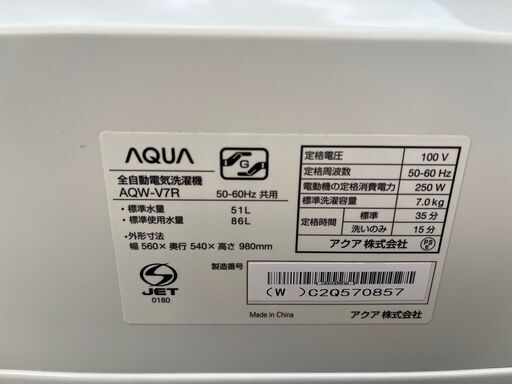 AQUA
G
全自動電気洗濯機
AQW-V7R 50-60Hz 共用
・標準水量 51L
・標準使用水量 86L
・外形寸法
幅 560× 奥行 540× 高さ 980mm
JET
0180
定格電圧 100 V
定格周波数 50-60 Hz
電動機の定格消費電力 250 W
標準洗濯容量 7.0 kg
定格時間 標準 35分
洗いのみ 15分
アクア 株式会社
PS
E
製造番号
(W )C2Q570857
Made in China アクア 株式会社